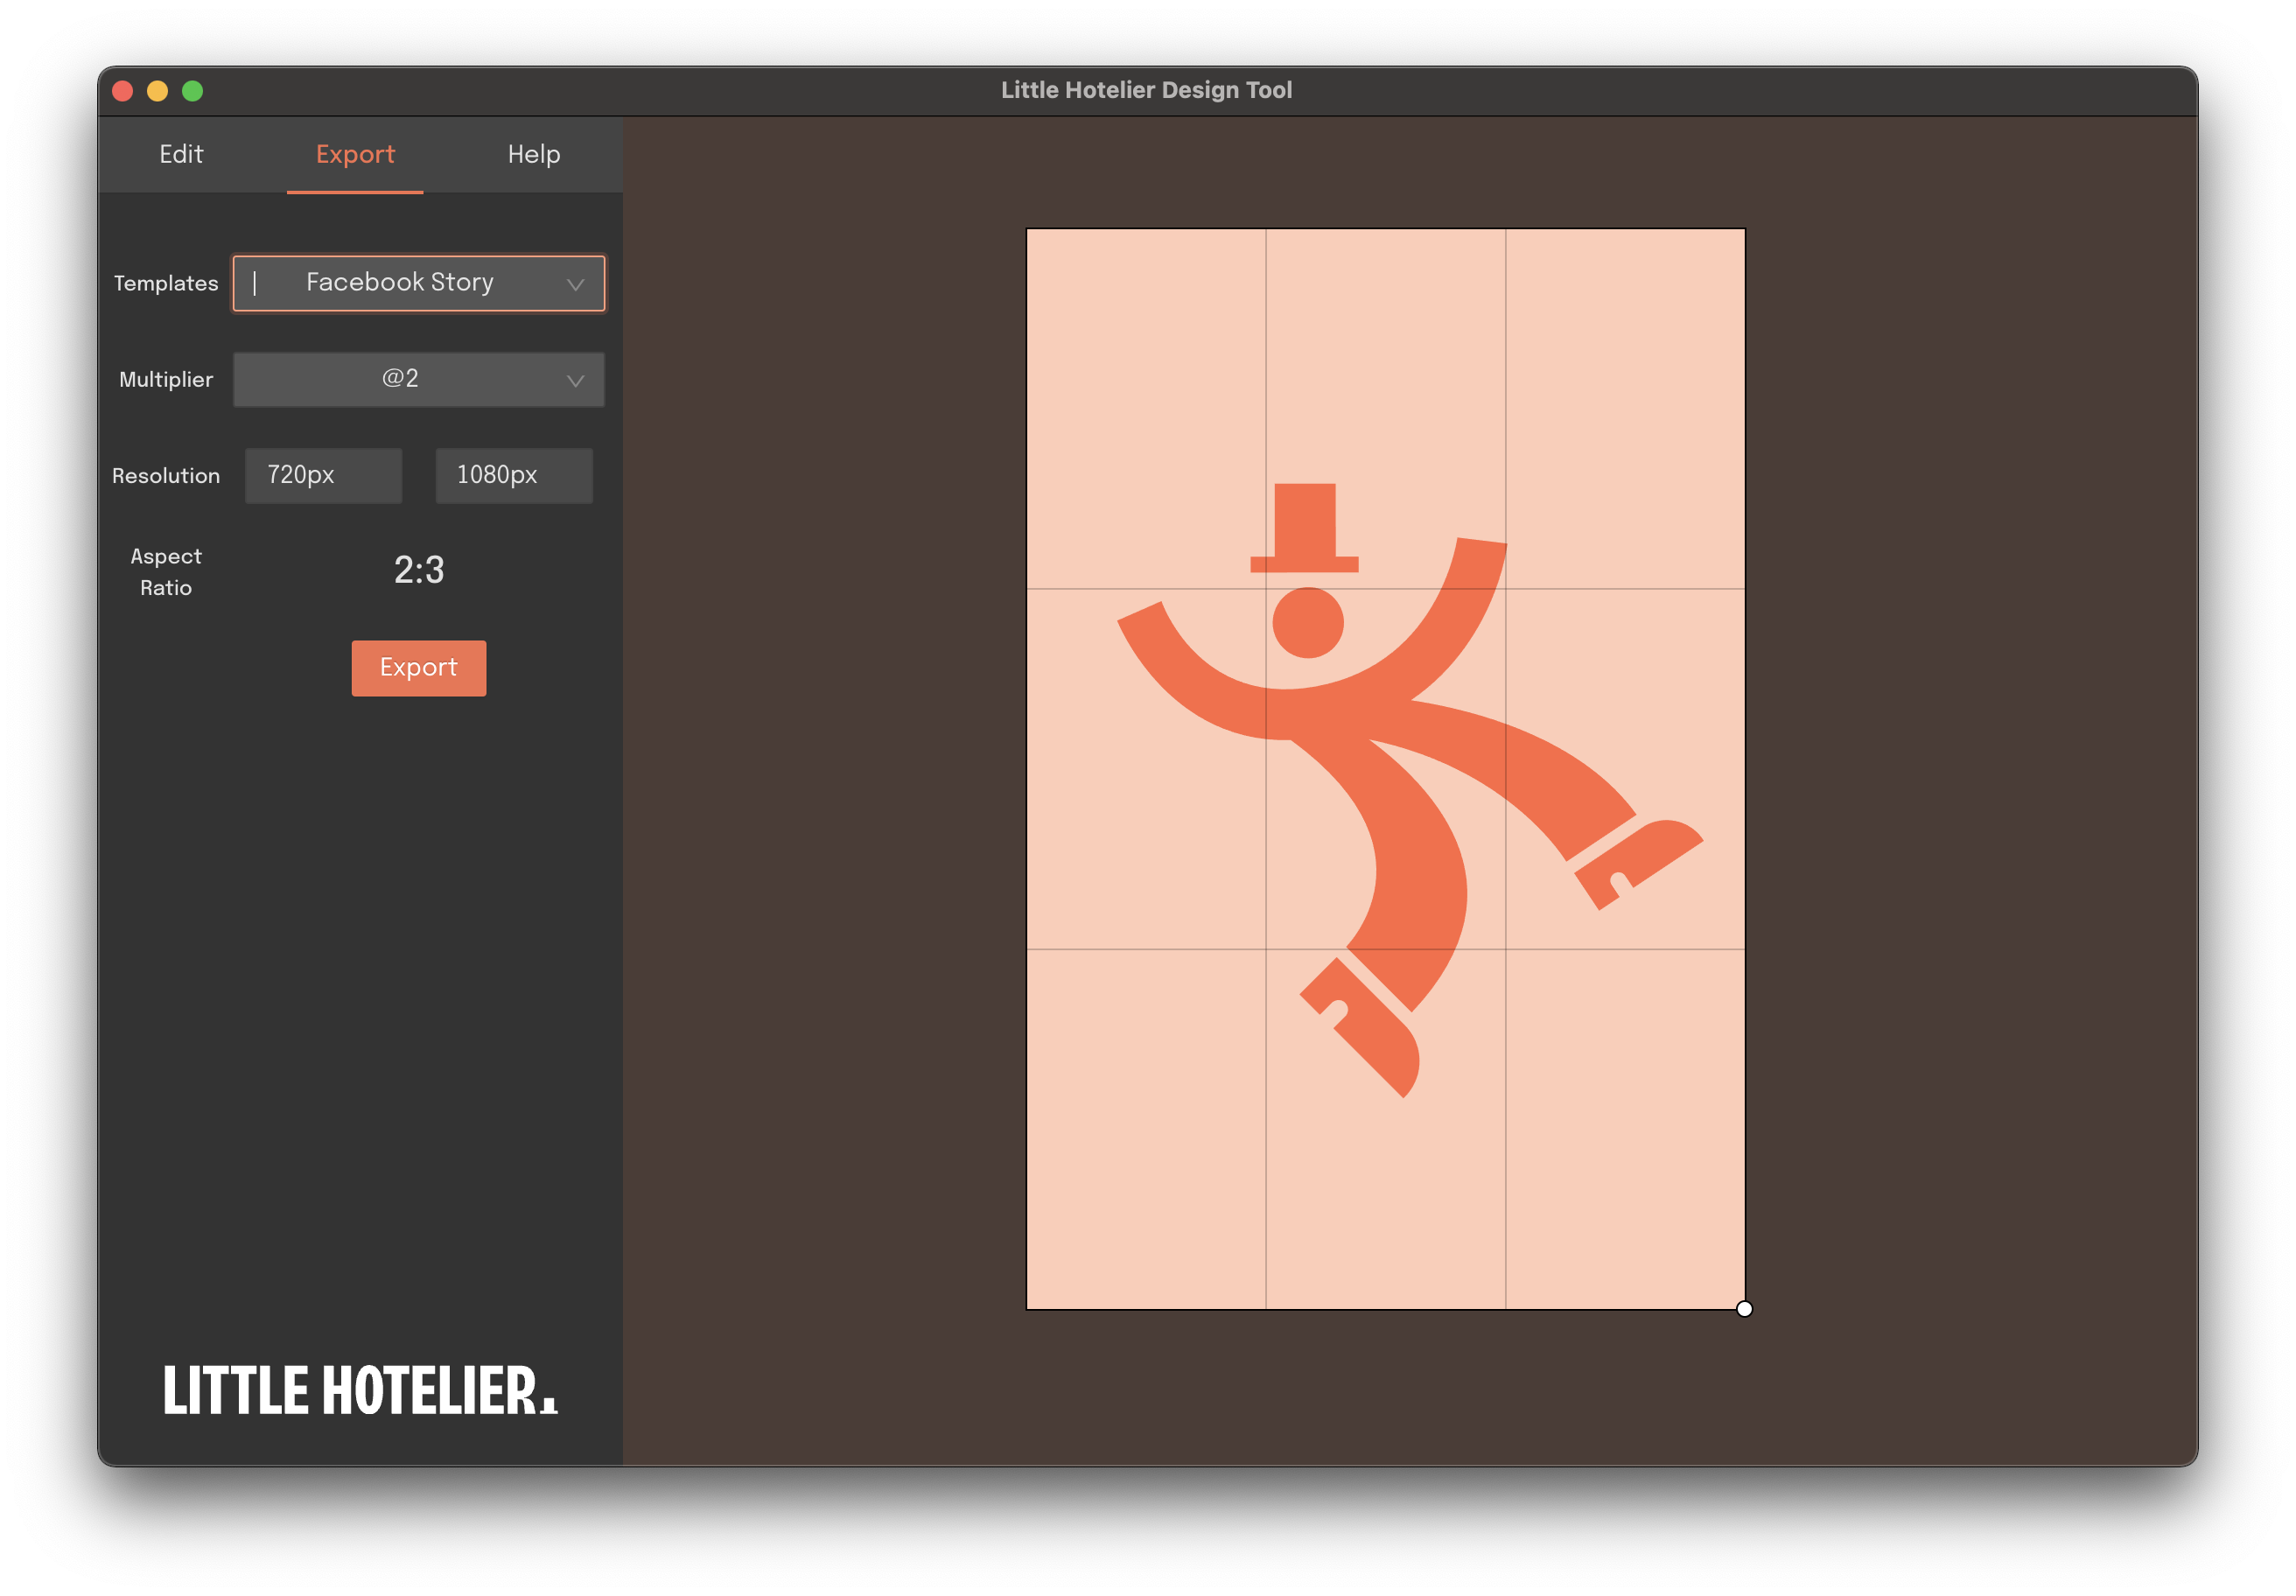 Little Hotelier Design Tool
Edit Export Help
Templates Facebook Story
Multiplier @2
Resolution 720px 1080px
Aspect
Ratio 2:3
Export
LITTLE HOTELIER.